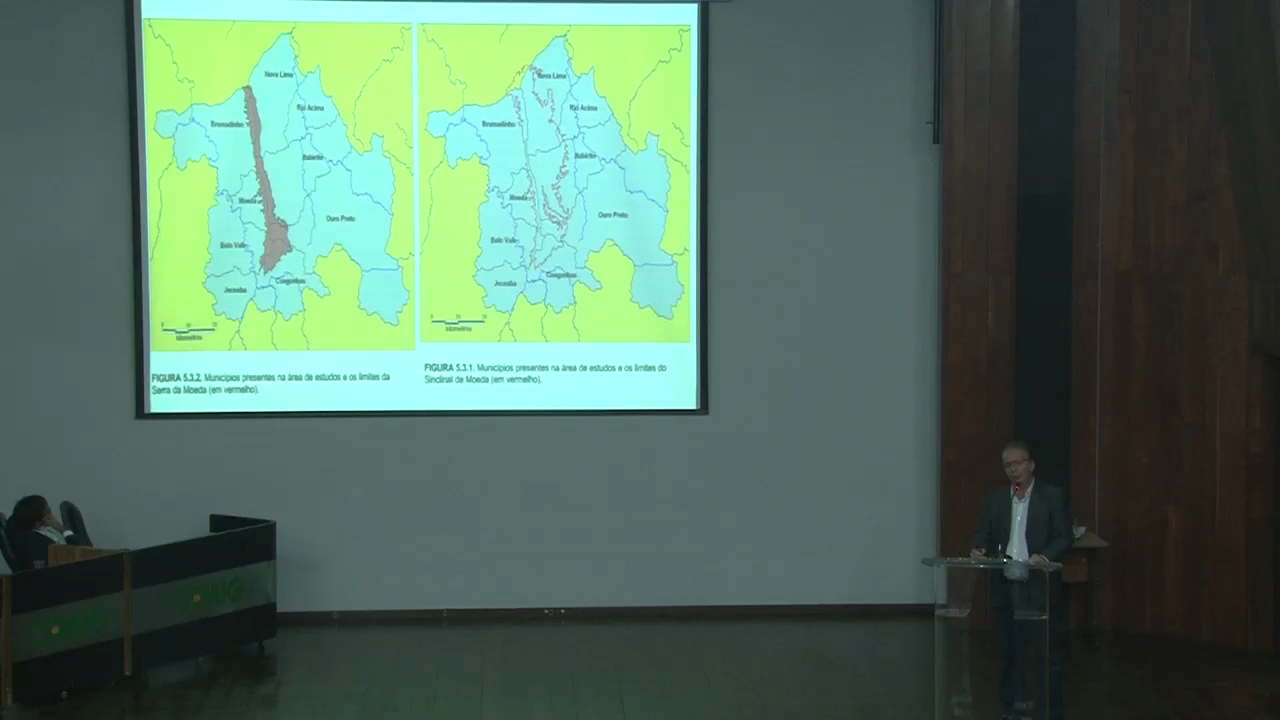 Nova Lima
Rio Acima
Brumadinho
Itabirito
Moeda
Ouro Preto
Belo Vale
Congonhas
Jeceaba
kilometros
FIGURA 5.3.2. Municípios presentes na área de estudos e os limites da
Serra da Moeda (em vermelho).
Nova Lima
Rio Acima
Brumadinho
Itabirito
Moeda
Ouro Preto
Belo Vale
Congonhas
Jeceaba
kilometros
FIGURA 5.3.1. Municípios presentes na área de estudos e os limites do
Sinclinal de Moeda (em vermelho).